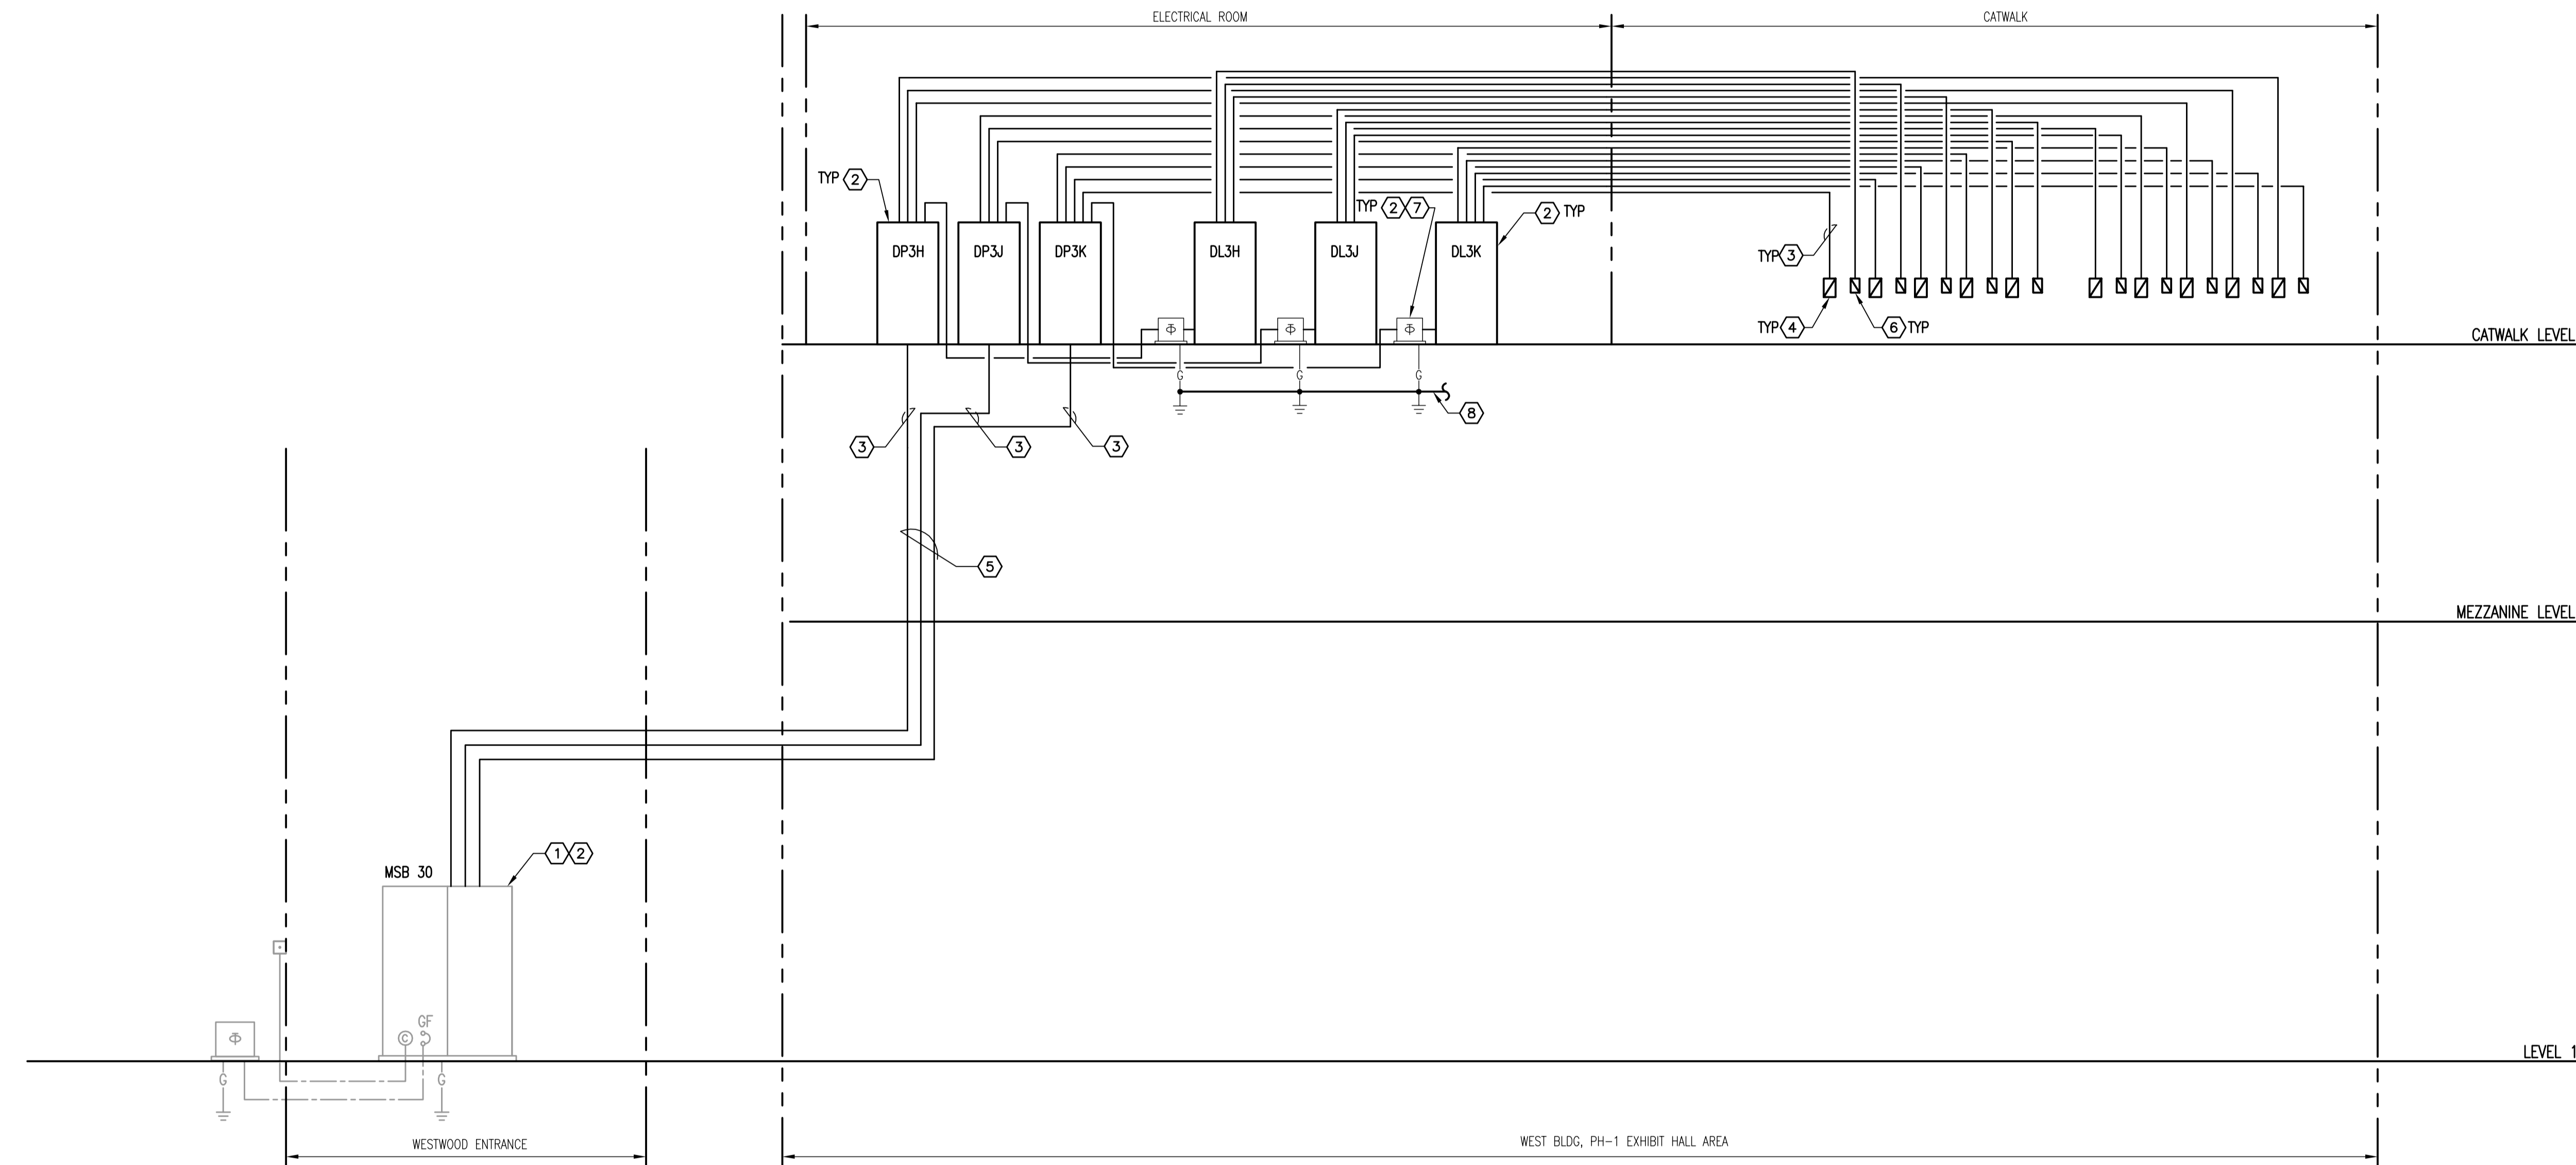 ELECTRICAL ROOM
CATWALK
TYP 2
DP3H
DP3J
DP3K
DL3H
DL3J
TYP 2 7
DL3K
2 TYP
TYP 3
TYP 4
6 TYP
CATWALK LEVEL
Φ
Φ
Φ
G
G
G
8
3
3
3
5
MEZZANINE LEVEL
1 2
MSB 30
GF
C
Φ
LEVEL 1
G
G
WESTWOOD ENTRANCE
WEST BLDG, PH-1 EXHIBIT HALL AREA